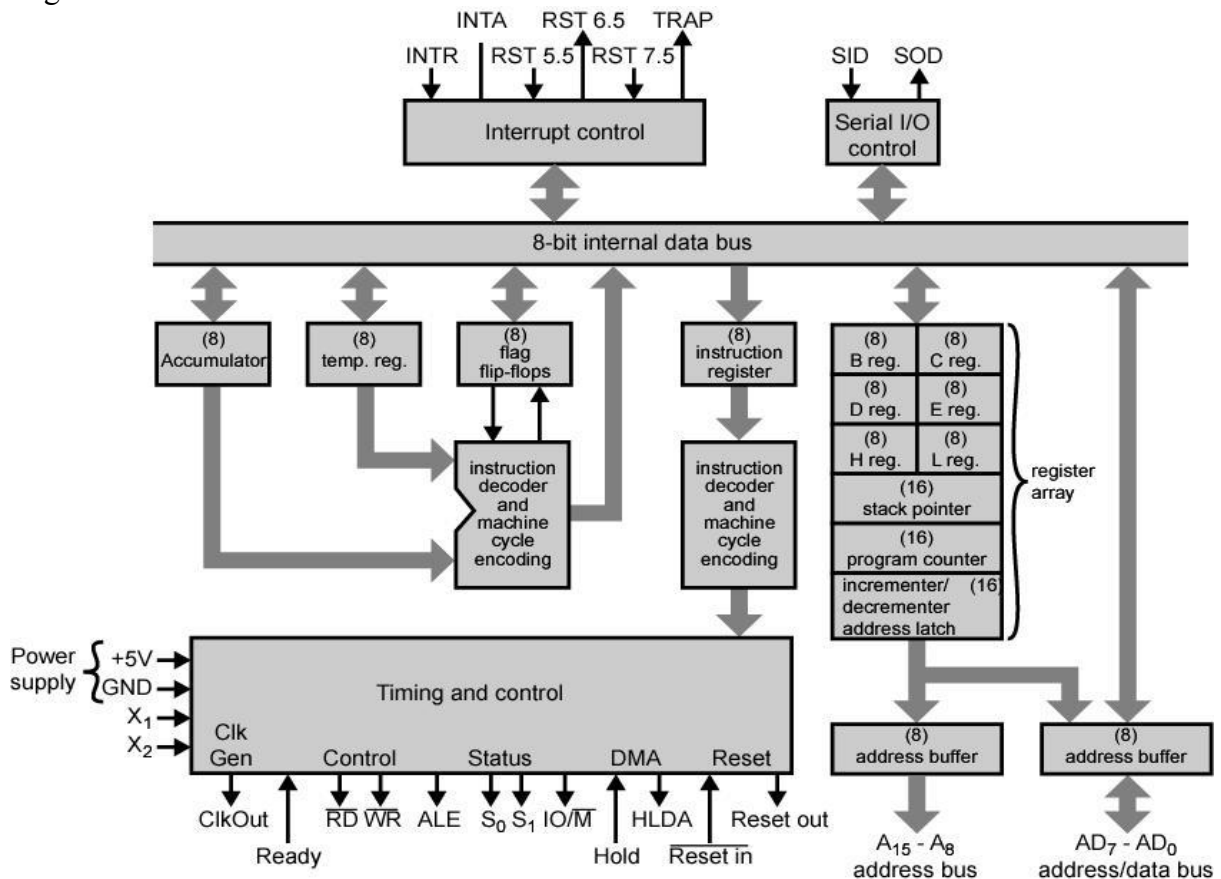 INTA RST 6.5 TRAP
INTR RST 5.5 RST 7.5 SID SOD
Interrupt control
Serial I/O
control
8-bit internal data bus
(8)
Accumulator
(8)
temp. reg.
(8)
flag
flip-flops
(8)
instruction
register
(8)
B reg.
(8)
C reg.
(8)
D reg.
(8)
E reg.
(8)
H reg.
(8)
L reg.
(16)
stack pointer
(16)
program counter
incrementer/ (16)
decrementer
address latch
register
array
instruction
decoder
and
machine
cycle
encoding
instruction
decoder
and
machine
cycle
encoding
Power
supply
+5V
GND
X1
X2
Timing and control
Clk
Gen Control Status DMA Reset
ClkOut R̅D̅ W̅R̅ ALE S0 S1 IO/M̅ HLDA Reset out
Ready Hold R̅e̅s̅e̅t̅ i̅n̅
(8)
address buffer
(8)
address buffer
A15 - A8
address bus
AD7 - AD0
address/data bus